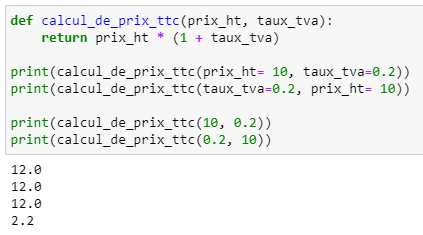 def calcul_de_prix_ttc(prix_ht, taux_tva):
    return prix_ht * (1 + taux_tva)
print(calcul_de_prix_ttc(prix_ht= 10, taux_tva=0.2))
print(calcul_de_prix_ttc(taux_tva=0.2, prix_ht= 10))
print(calcul_de_prix_ttc(10, 0.2))
print(calcul_de_prix_ttc(0.2, 10))
12.0
12.0
12.0
2.2